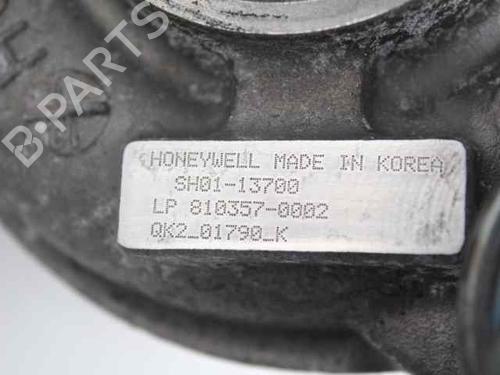 B-PARTS
HONEYWELL MADE IN KOREA
SH01-13700
LP 810357-0002
QK2_01790_K